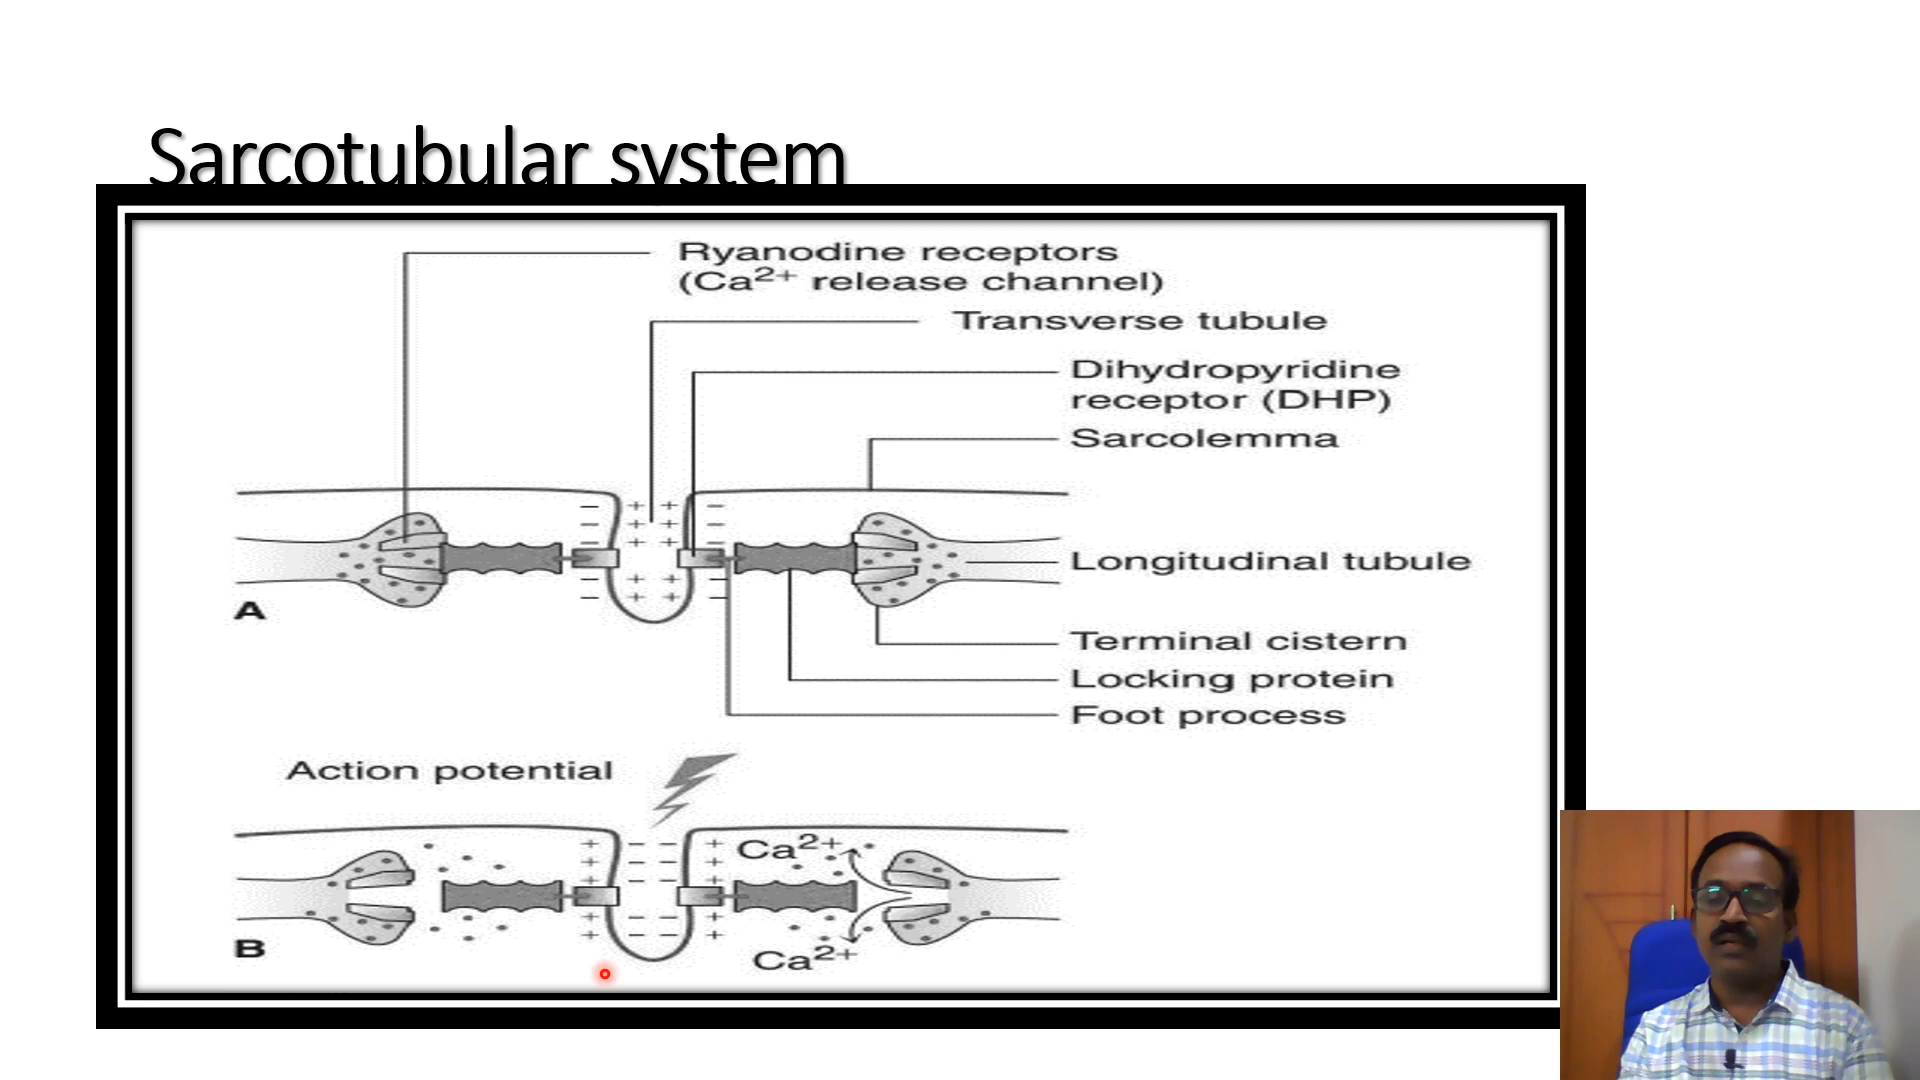 Sarcotubular system
Ryanodine receptors
(Ca2+ release channel)
Transverse tubule
Dihydropyridine
receptor (DHP)
Sarcolemma
Longitudinal tubule
A
Terminal cistern
Locking protein
Foot process
Action potential
Ca2+
B
Ca2+